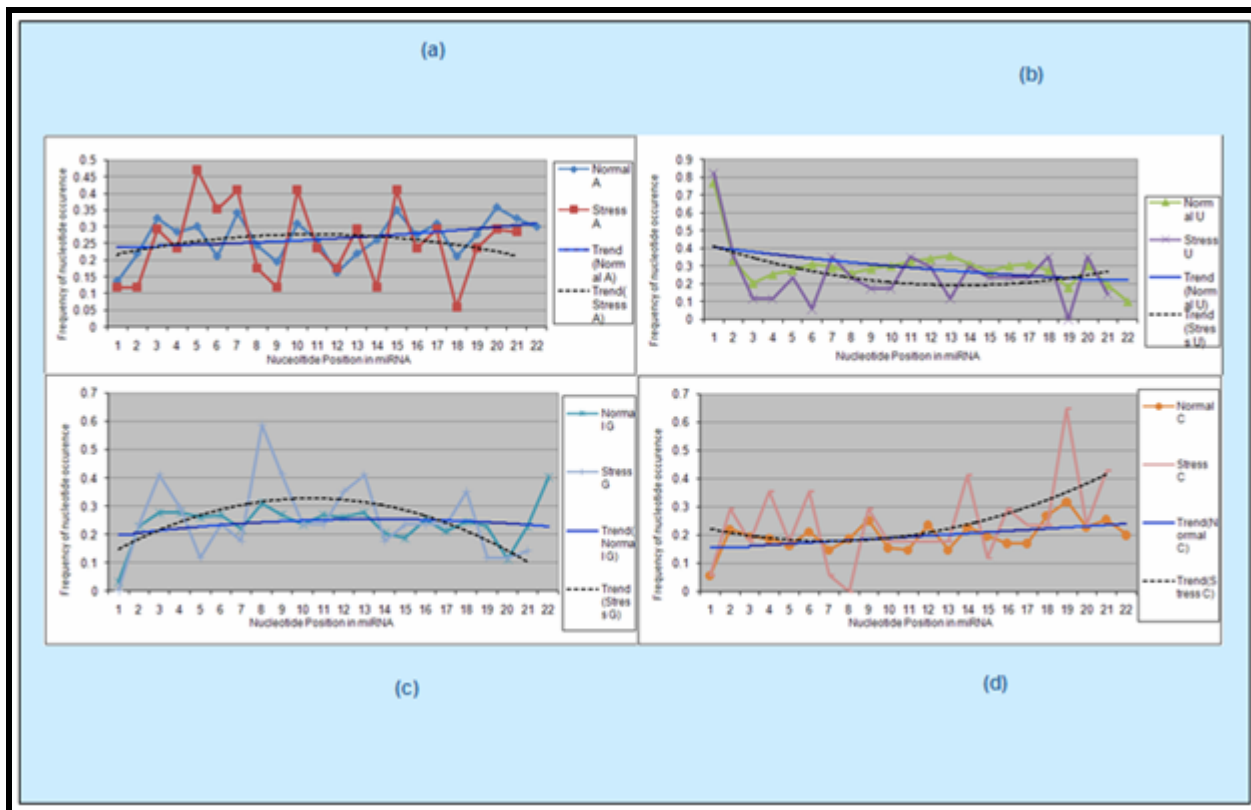 (a)
(b)
Frequency of nucleotide occurence
0.5
0.45
0.4
0.35
0.3
0.25
0.2
0.15
0.1
0.05
0
1 2 3 4 5 6 7 8 9 10 11 12 13 14 15 16 17 18 19 20 21 22
Nuceoltide Position in miRNA
Normal
A
Stress
A
Trend
(Norm
al A)
Trend(
Stress
A)
Frequency of nucleotide occurence
0.9
0.8
0.7
0.6
0.5
0.4
0.3
0.2
0.1
0
1 2 3 4 5 6 7 8 9 10 11 12 13 14 15 16 17 18 19 20 21 22
Nucleotide Position in miRNA
Norm
al U
Stress
U
Trend
(Norm
al U)
Trend
(Stres
s U)
Frequency of nucleotide occurence
0.7
0.6
0.5
0.4
0.3
0.2
0.1
0
1 2 3 4 5 6 7 8 9 10 11 12 13 14 15 16 17 18 19 20 21 22
Nucleotide Position in miRNA
Norma
l G
Stress
G
Trend(
Normal
G)
Trend
(Stres
s G)
Frequency of nucleotide occurence
0.7
0.6
0.5
0.4
0.3
0.2
0.1
0
1 2 3 4 5 6 7 8 9 10 11 12 13 14 15 16 17 18 19 20 21 22
Nucleotide Position in miRNA
Normal
C
Stress
C
Trend(N
ormal
C)
Trend(S
tress C)
(c)
(d)